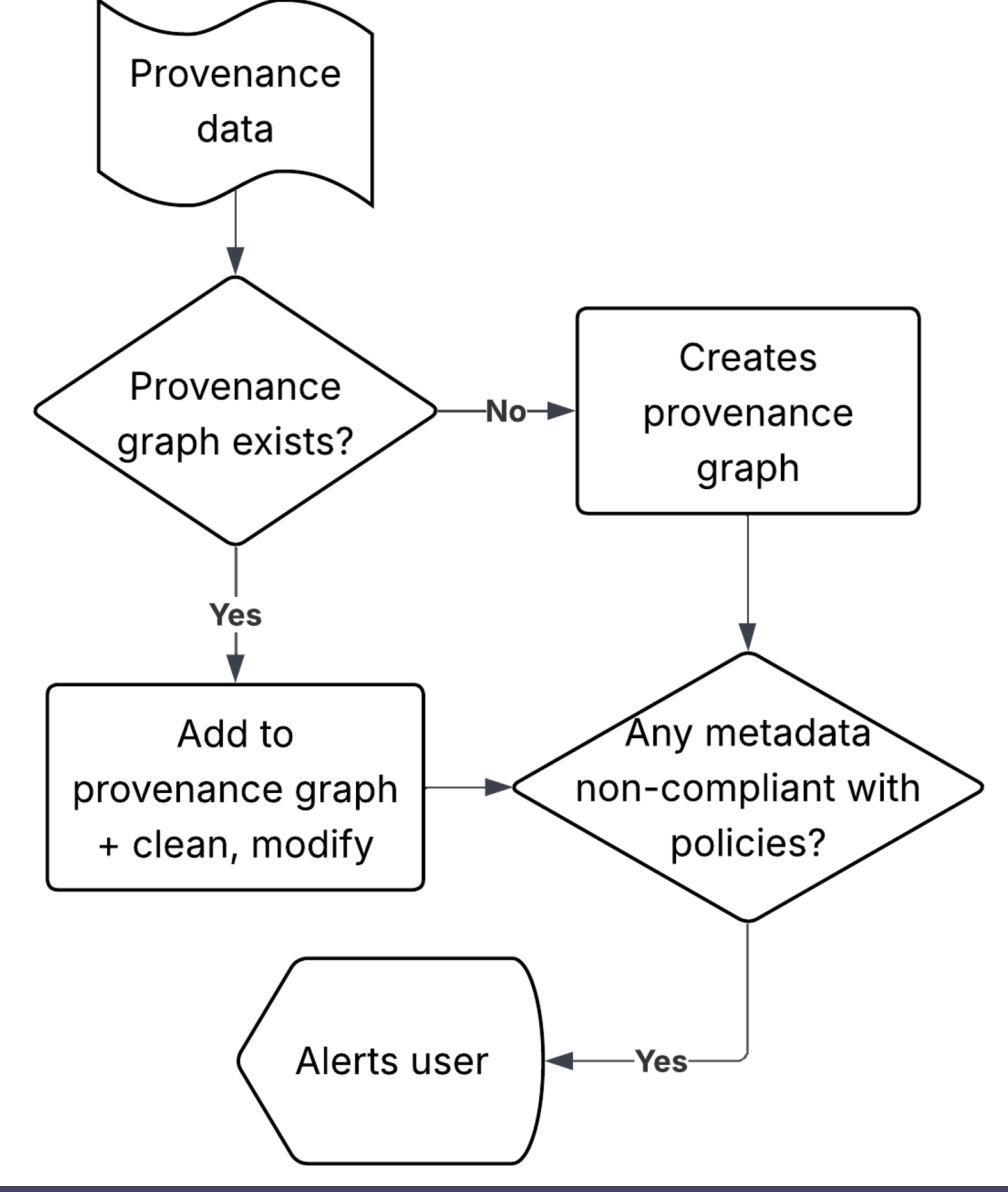 Provenance
data
Provenance
graph exists?
No
Creates
provenance
graph
Yes
Add to
provenance graph
+ clean, modify
Any metadata
non-compliant with
policies?
Alerts user
Yes